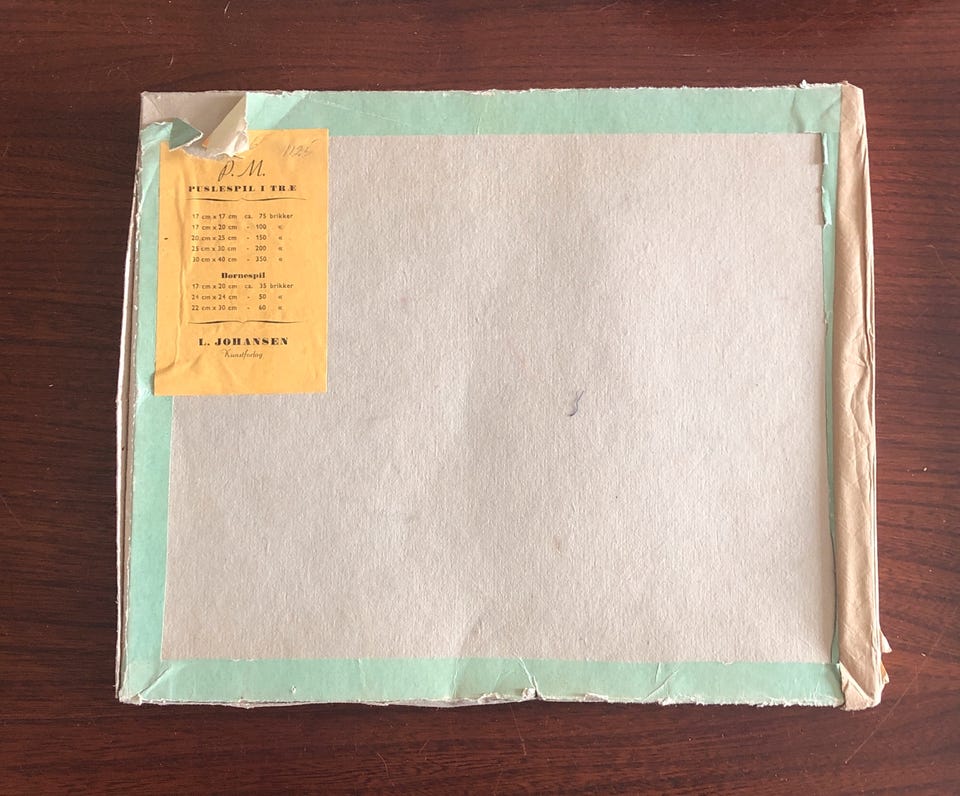 1125
P. M.
PUSLESPIL I TRÆ
17 cm x 17 cm ca. 75 brikker
17 cm x 20 cm - 100 «
20 cm x 25 cm - 150 «
25 cm x 30 cm - 200 «
30 cm x 40 cm - 350 «
Børnespil
17 cm x 20 cm ca. 35 brikker
24 cm x 24 cm - 50 «
22 cm x 30 cm - 60 «
L. JOHANSEN
Kunstforlag